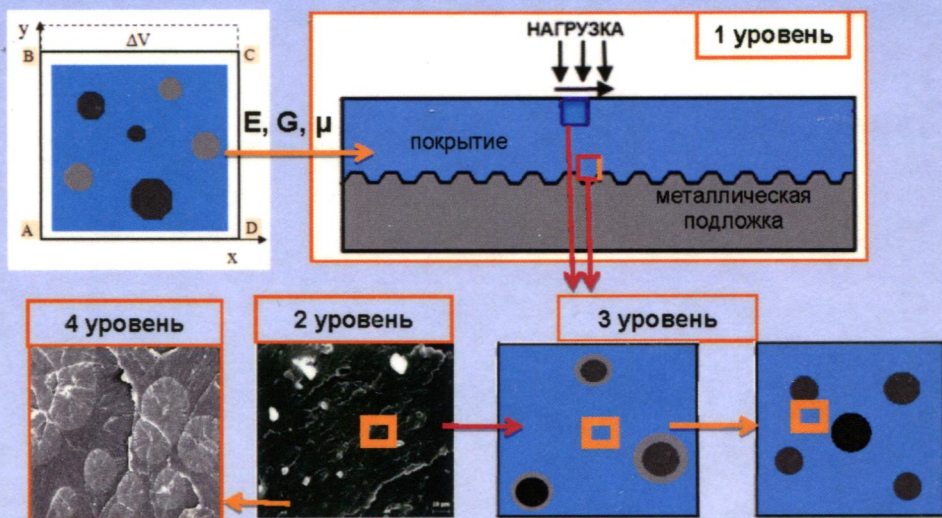 y
ΔV
B
C
A
D
x
E, G, μ
НАГРУЗКА
1 уровень
покрытие
металлическая
подложка
4 уровень
2 уровень
3 уровень